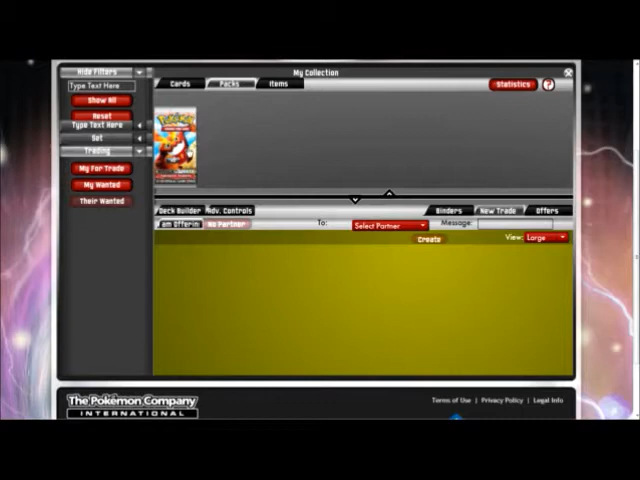 Hide Filters
My Collection
Type Text Here
Cards
Packs
Items
Statistics
?
Show All
Reset
Type Text Here
Set
Trading
My For Trade
My Wanted
Their Wanted
Pokémon
Deck Builder
Adv. Controls
Binders
New Trade
Offers
am Offerin
No Partner
To:
Select Partner
Message:
Create
View:
Large
The Pokémon Company
INTERNATIONAL
Terms of Use | Privacy Policy | Legal Info